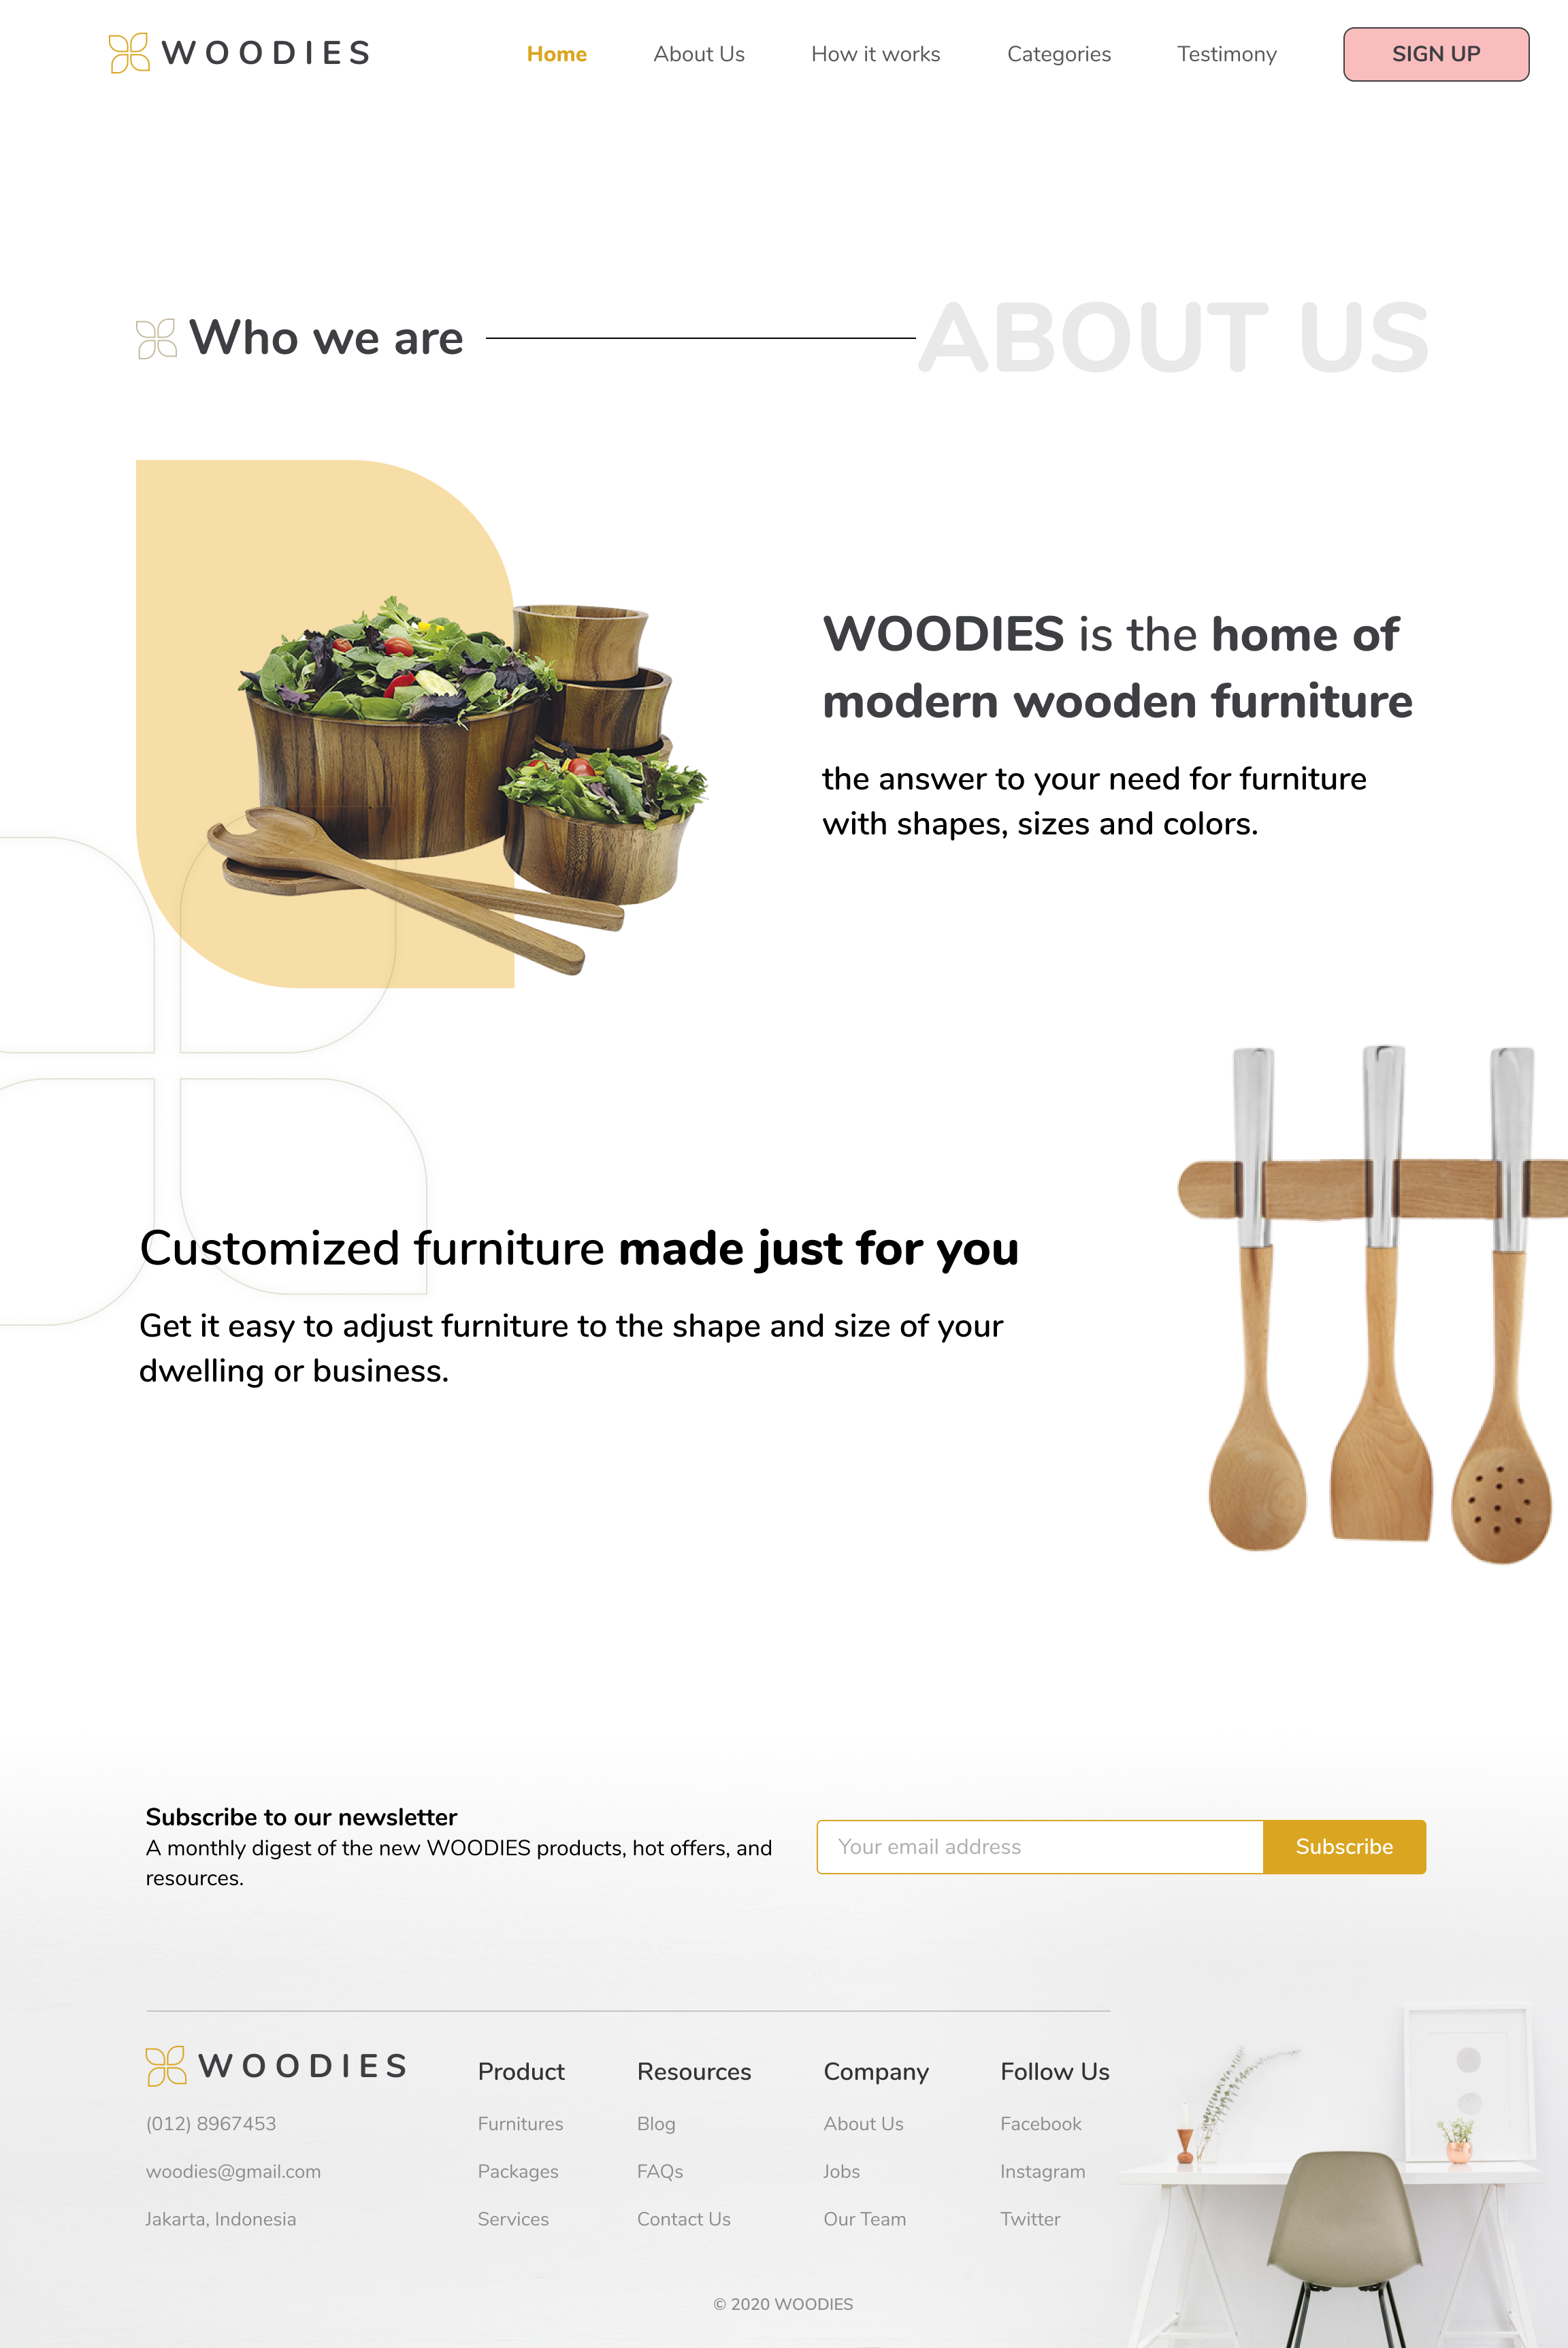 WOODIES
Home
About Us
How it works
Categories
Testimony
SIGN UP
Who we are
ABOUT US
WOODIES is the home of
modern wooden furniture
the answer to your need for furniture
with shapes, sizes and colors.
Customized furniture made just for you
Get it easy to adjust furniture to the shape and size of your
dwelling or business.
Subscribe to our newsletter
A monthly digest of the new WOODIES products, hot offers, and
resources.
Your email address
Subscribe
WOODIES
(012) 8967453
woodies@gmail.com
Jakarta, Indonesia
Product
Furnitures
Packages
Services
Resources
Blog
FAQs
Contact Us
Company
About Us
Jobs
Our Team
Follow Us
Facebook
Instagram
Twitter
© 2020 WOODIES